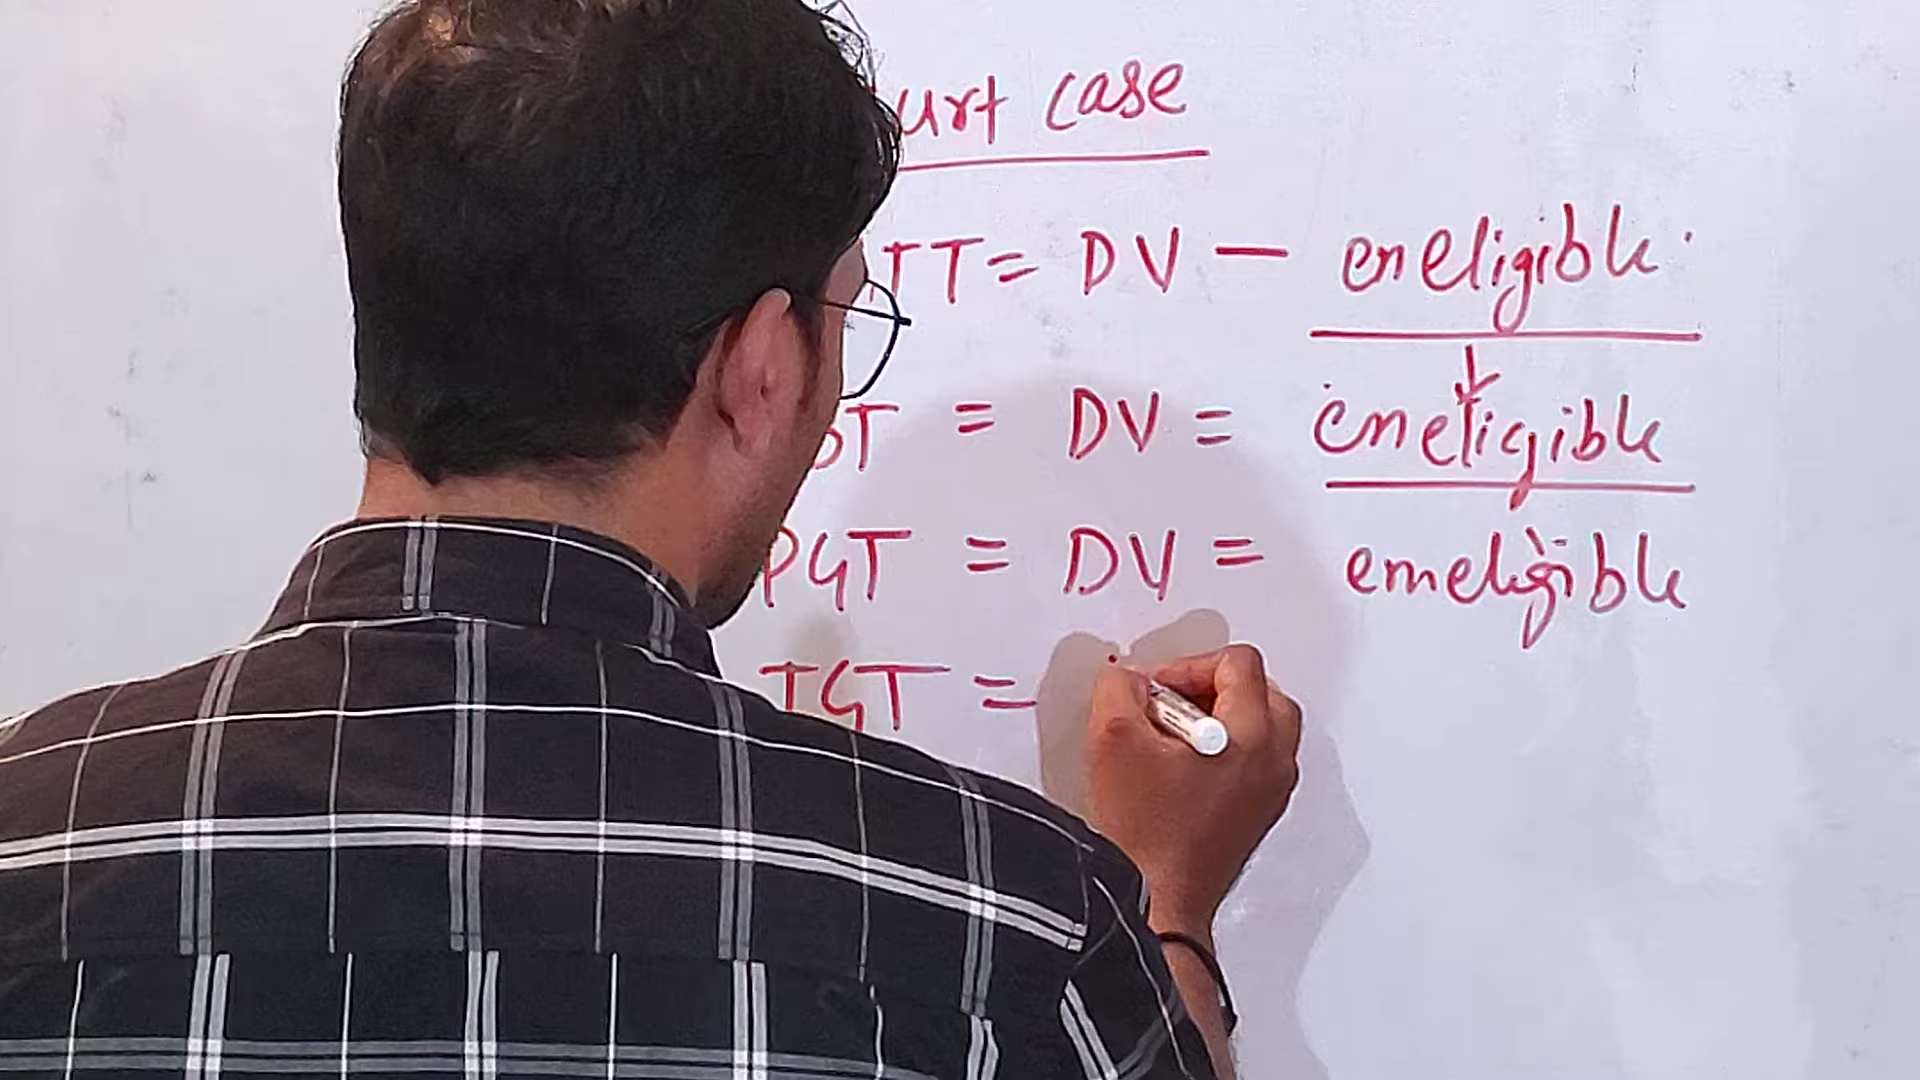 urt case
TT = DV - eneligible
T = DV = eneligible
PGT = DV = emeligible
TGT =